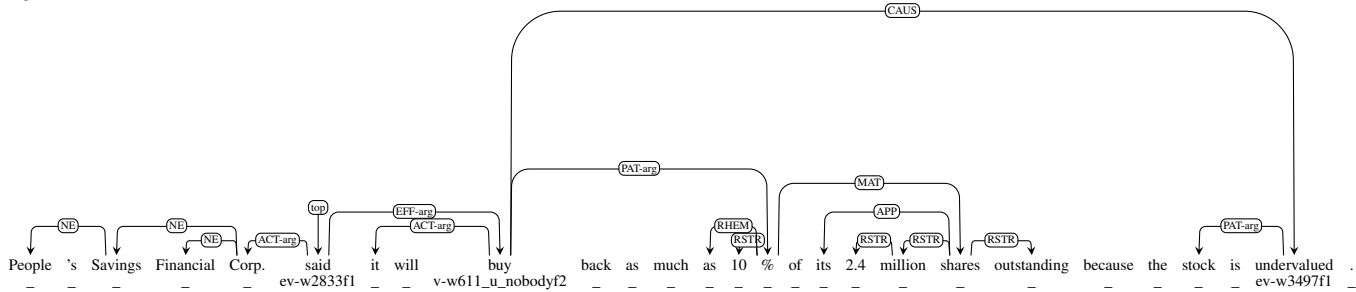 CAUS
PAT-arg
MAT
top
NE NE EFF-arg ACT-arg RHEM APP PAT-arg
NE ACT-arg RSTR RSTR RSTR RSTR
People 's Savings Financial Corp. said it will buy back as much as 10 % of its 2.4 million shares outstanding because the stock is undervalued .
_ _ _ _ _ ev-w2833f1 _ _ v-w611_u_nobodyf2 _ _ _ _ _ _ _ _ _ _ _ _ _ _ _ _ ev-w3497f1 _